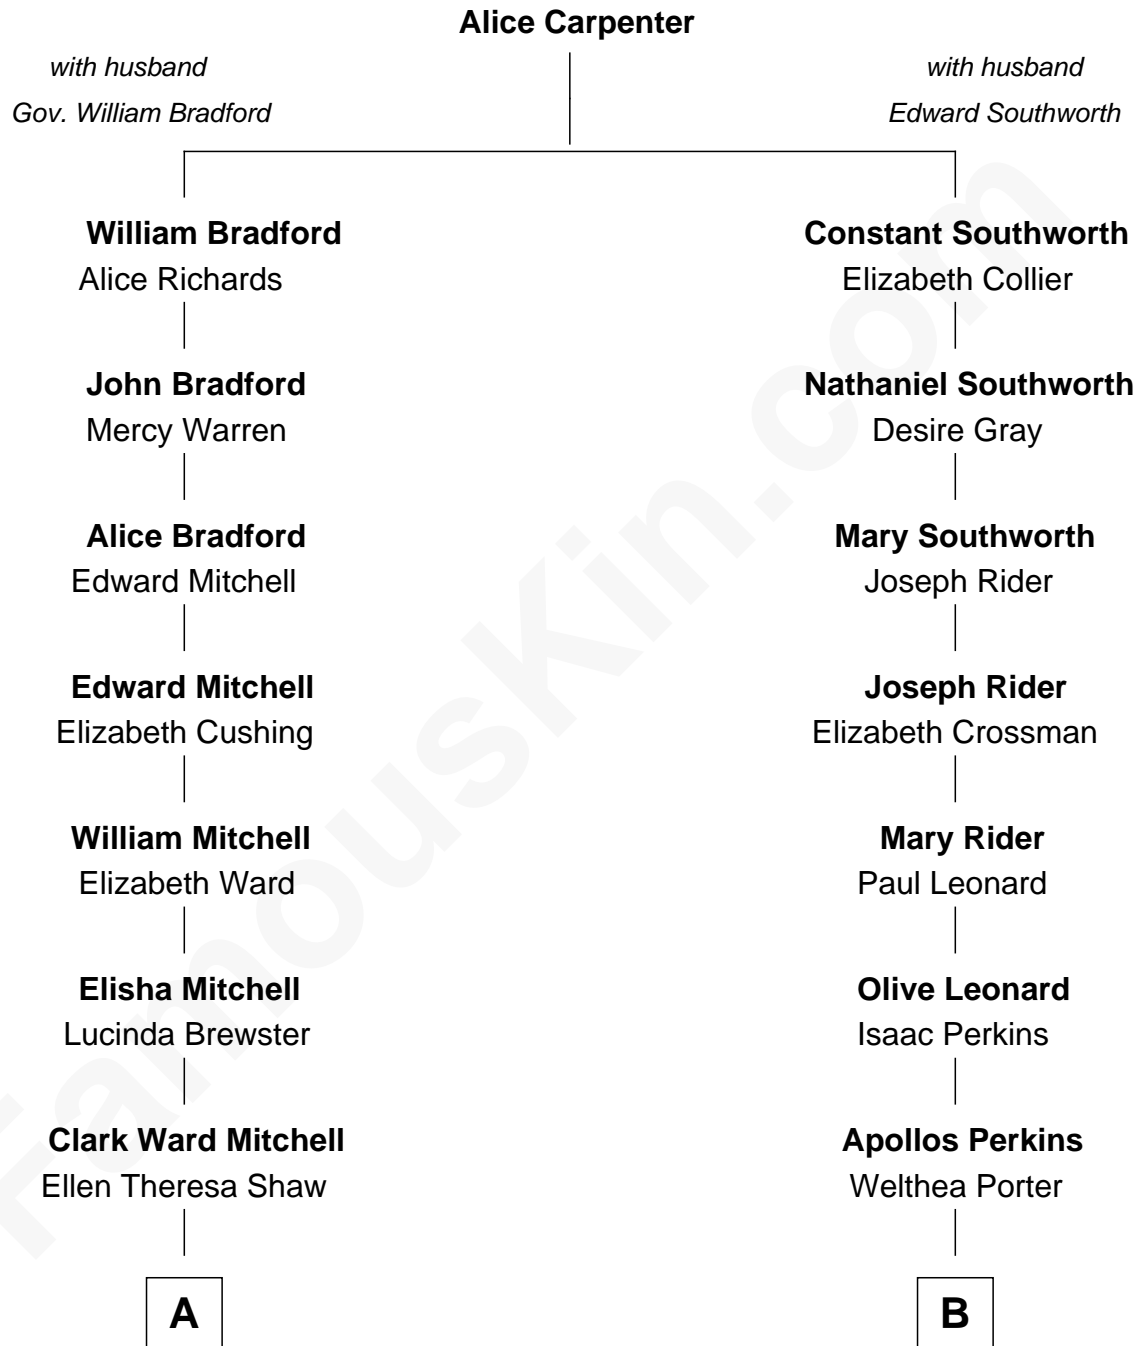 Alice Carpenter
with husband
Gov. William Bradford
with husband
Edward Southworth
William Bradford
Alice Richards
John Bradford
Mercy Warren
Alice Bradford
Edward Mitchell
Edward Mitchell
Elizabeth Cushing
William Mitchell
Elizabeth Ward
Elisha Mitchell
Lucinda Brewster
Clark Ward Mitchell
Ellen Theresa Shaw
A
Constant Southworth
Elizabeth Collier
Nathaniel Southworth
Desire Gray
Mary Southworth
Joseph Rider
Joseph Rider
Elizabeth Crossman
Mary Rider
Paul Leonard
Olive Leonard
Isaac Perkins
Apollos Perkins
Welthea Porter
B
FamousKin.com